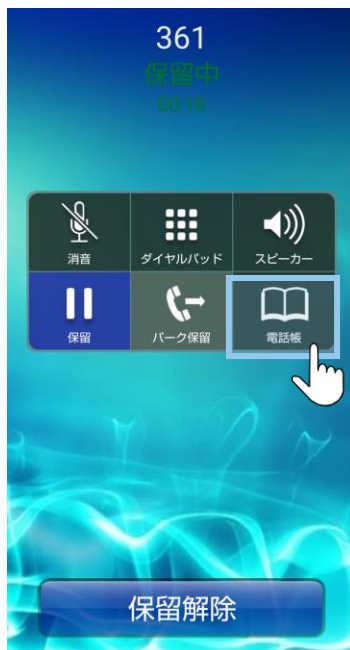 361
保留中
00:18
消音
ダイヤルパッド
スピーカー
保留
パーク保留
電話帳
保留解除